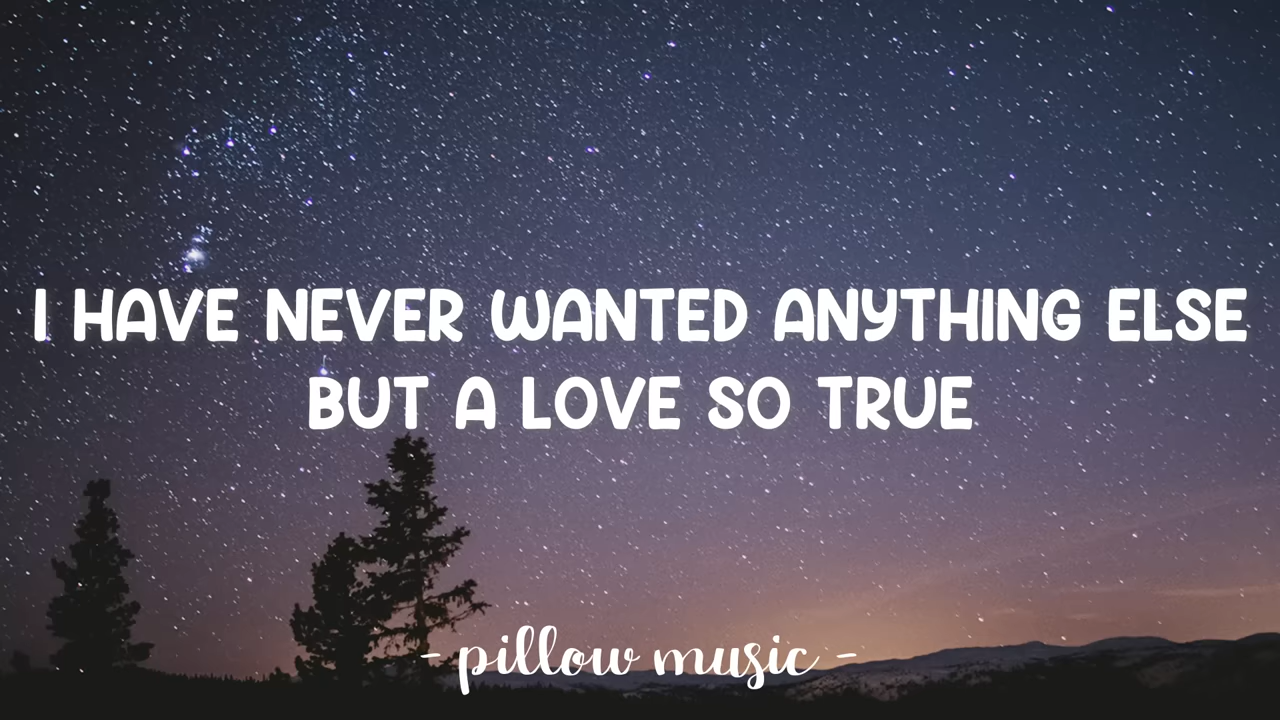 I HAVE NEVER WANTED ANYTHING ELSE
BUT A LOVE SO TRUE
- pillow music -